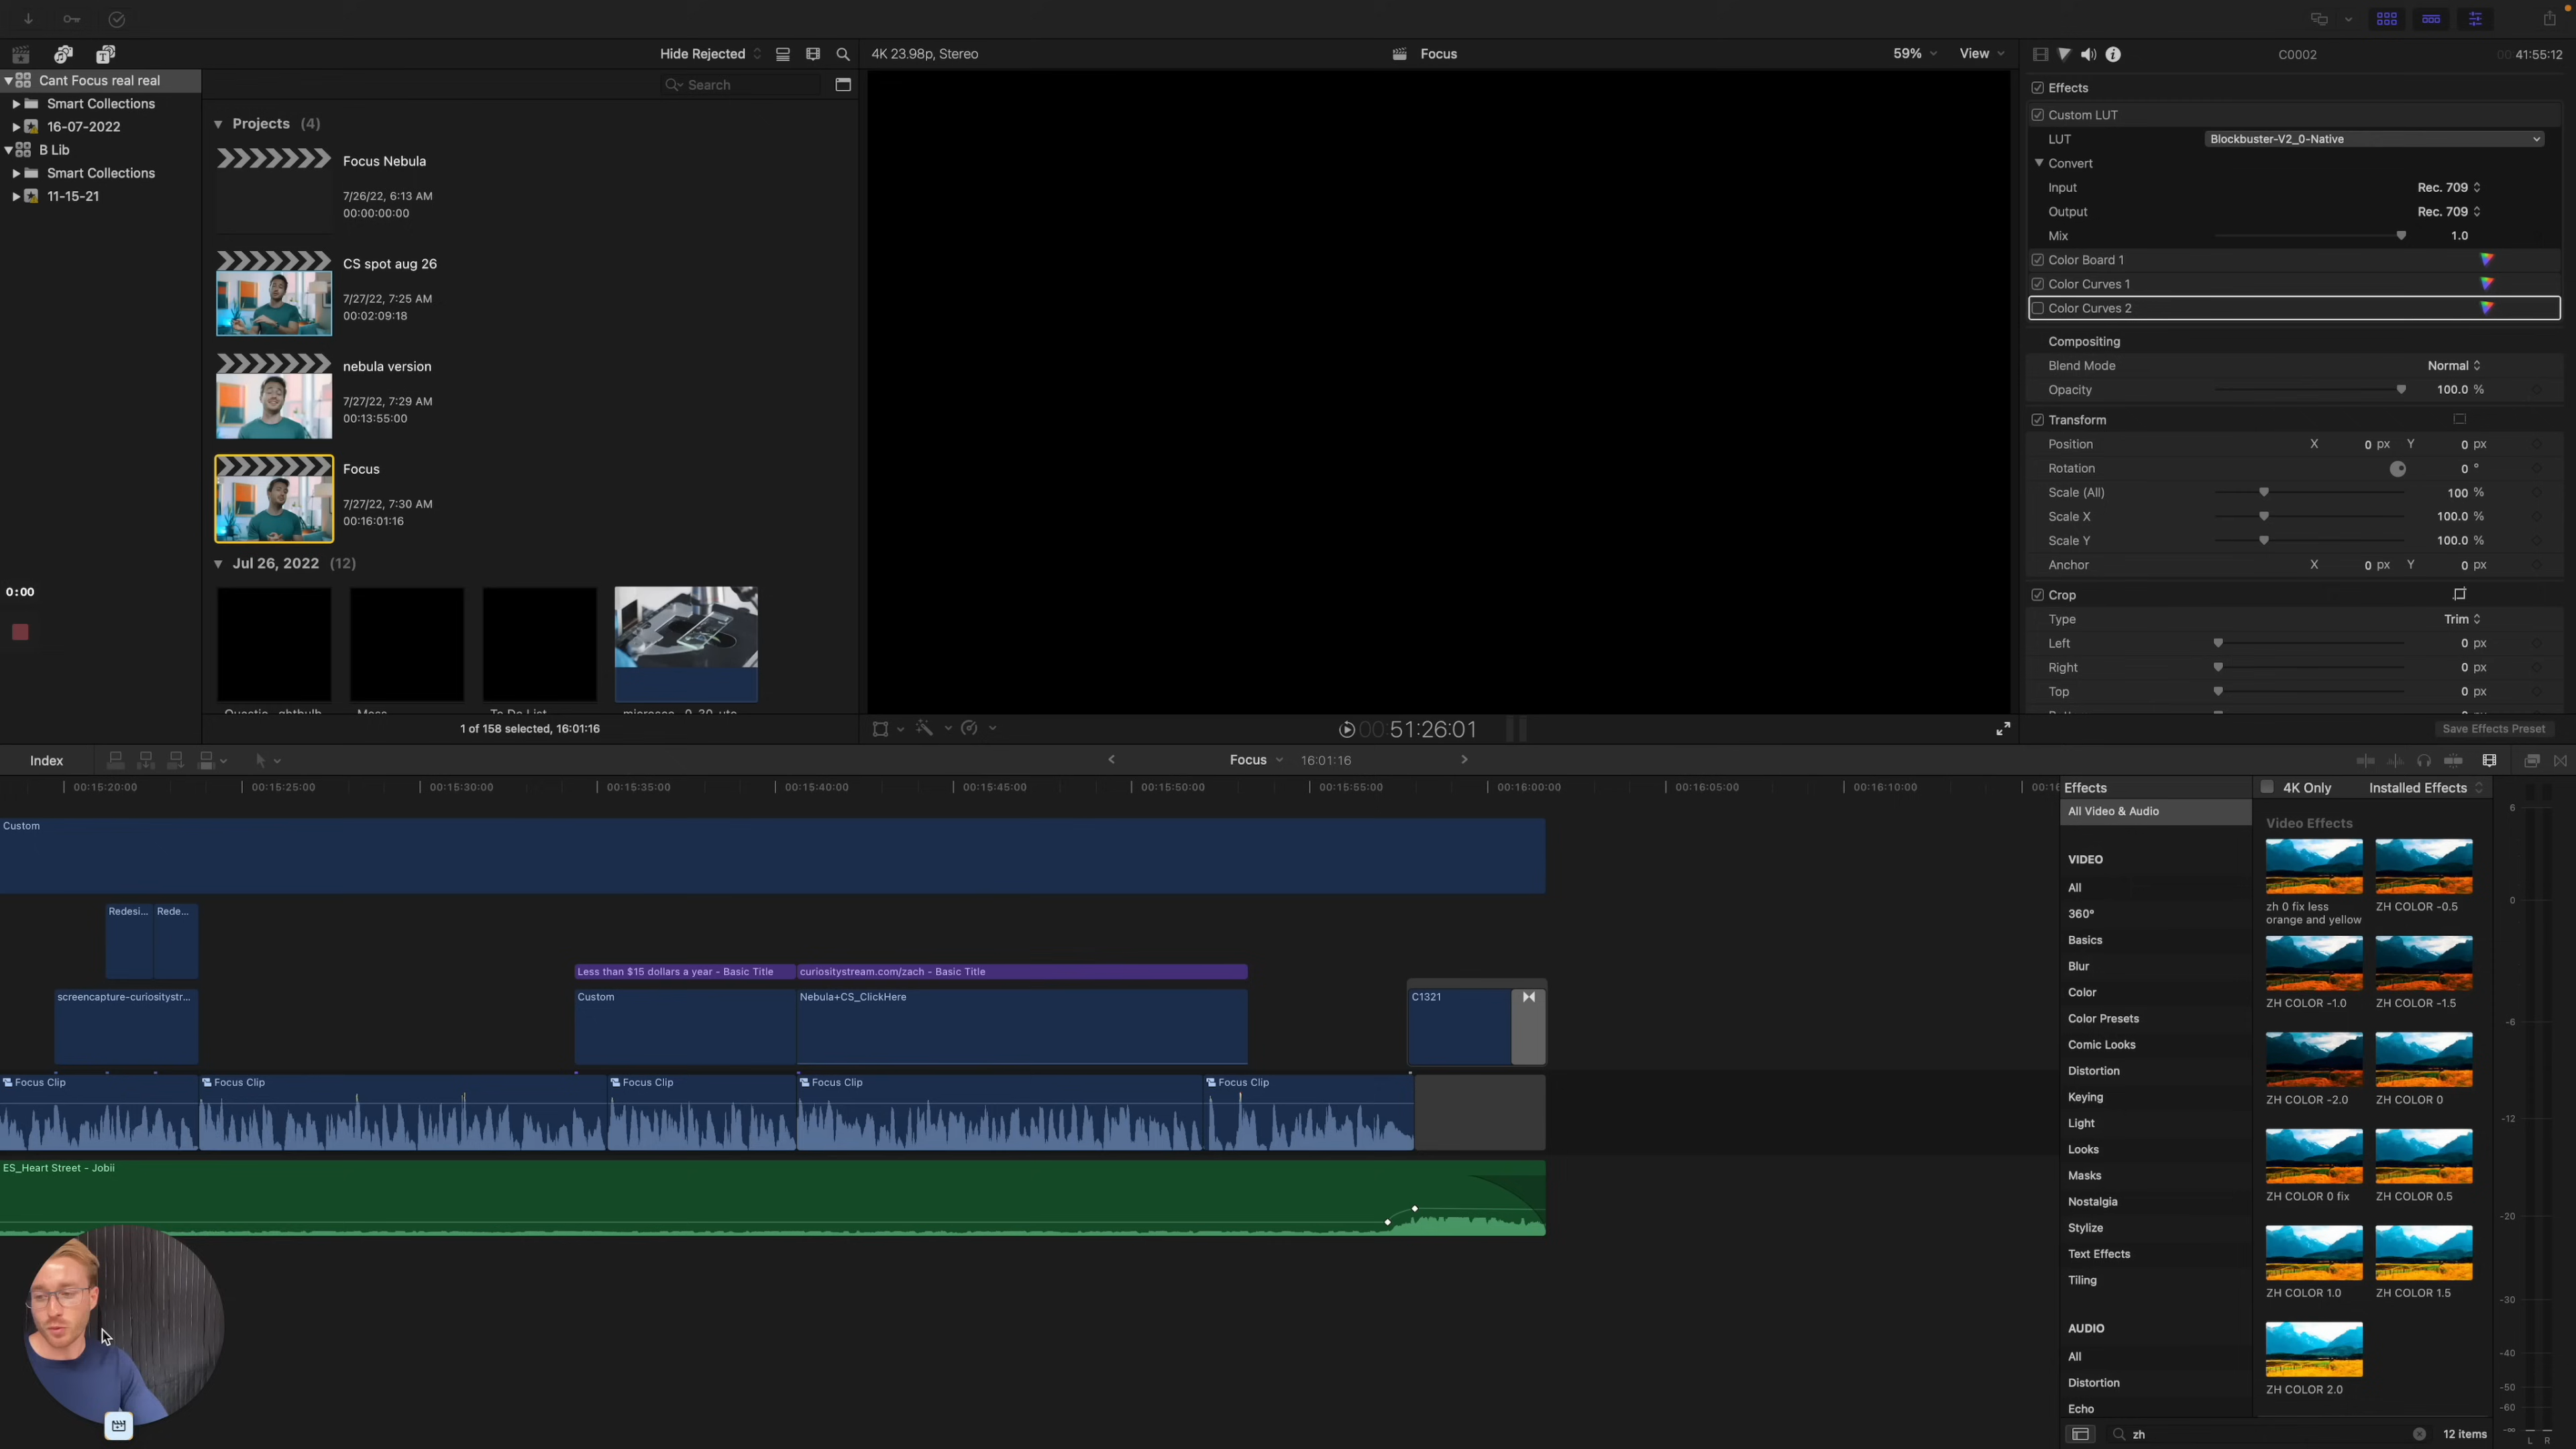 Hide Rejected
4K 23.98p, Stereo
Focus
59%
View
C0002
00 41:55:12
Cant Focus real real
Smart Collections
16-07-2022
B Lib
Smart Collections
11-15-21
Search
Projects (4)
Focus Nebula
7/26/22, 6:13 AM
00:00:00:00
CS spot aug 26
7/27/22, 7:25 AM
00:02:09:18
nebula version
7/27/22, 7:29 AM
00:13:55:00
Focus
7/27/22, 7:30 AM
00:16:01:16
Jul 26, 2022 (12)
0:00
1 of 158 selected, 16:01:16
00:51:26:01
Effects
Custom LUT
LUT Blockbuster-V2_0-Native
Convert
Input Rec. 709
Output Rec. 709
Mix 1.0
Color Board 1
Color Curves 1
Color Curves 2
Compositing
Blend Mode Normal
Opacity 100.0 %
Transform
Position X 0 px Y 0 px
Rotation 0 °
Scale (All) 100 %
Scale X 100.0 %
Scale Y 100.0 %
Anchor X 0 px Y 0 px
Crop
Type Trim
Left 0 px
Right 0 px
Top 0 px
Save Effects Preset
Index
Focus
16:01:16
00:15:20:00
00:15:25:00
00:15:30:00
00:15:35:00
00:15:40:00
00:15:45:00
00:15:50:00
00:15:55:00
00:16:00:00
00:16:05:00
00:16:10:00
00:16
Custom
Redesi...
Rede...
Less than $15 dollars a year - Basic Title
curiositystream.com/zach - Basic Title
screencapture-curiositystr...
Custom
Nebula+CS_ClickHere
C1321
Focus Clip
Focus Clip
Focus Clip
Focus Clip
Focus Clip
ES_Heart Street - Jobii
Effects
All Video & Audio
VIDEO
All
360°
Basics
Blur
Color
Color Presets
Comic Looks
Distortion
Keying
Light
Looks
Masks
Nostalgia
Stylize
Text Effects
Tiling
AUDIO
All
Distortion
Echo
4K Only
Installed Effects
Video Effects
zh 0 fix less
orange and yellow
ZH COLOR -0.5
ZH COLOR -1.0
ZH COLOR -1.5
ZH COLOR -2.0
ZH COLOR 0
ZH COLOR 0 fix
ZH COLOR 0.5
ZH COLOR 1.0
ZH COLOR 1.5
ZH COLOR 2.0
zh
12 items
6
0
-6
-12
-20
-30
-40
-50
-60
-∞
L R